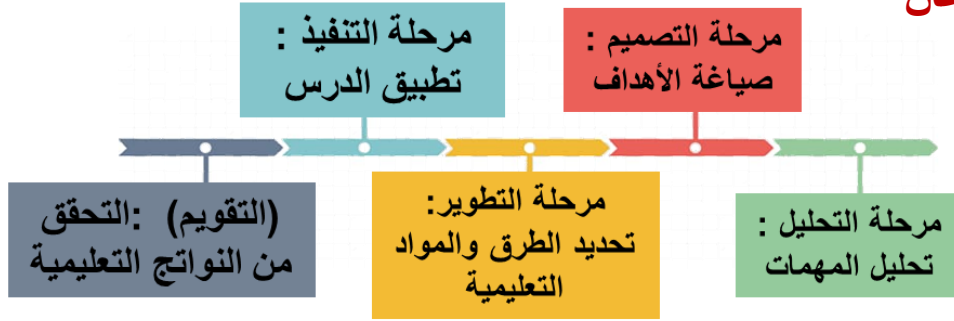 مرحلة التحليل :
تحليل المهمات
مرحلة التصميم :
صياغة الأهداف
مرحلة التطوير:
تحديد الطرق والمواد
التعليمية
مرحلة التنفيذ :
تطبيق الدرس
(التقويم) :التحقق
من النواتج التعليمية